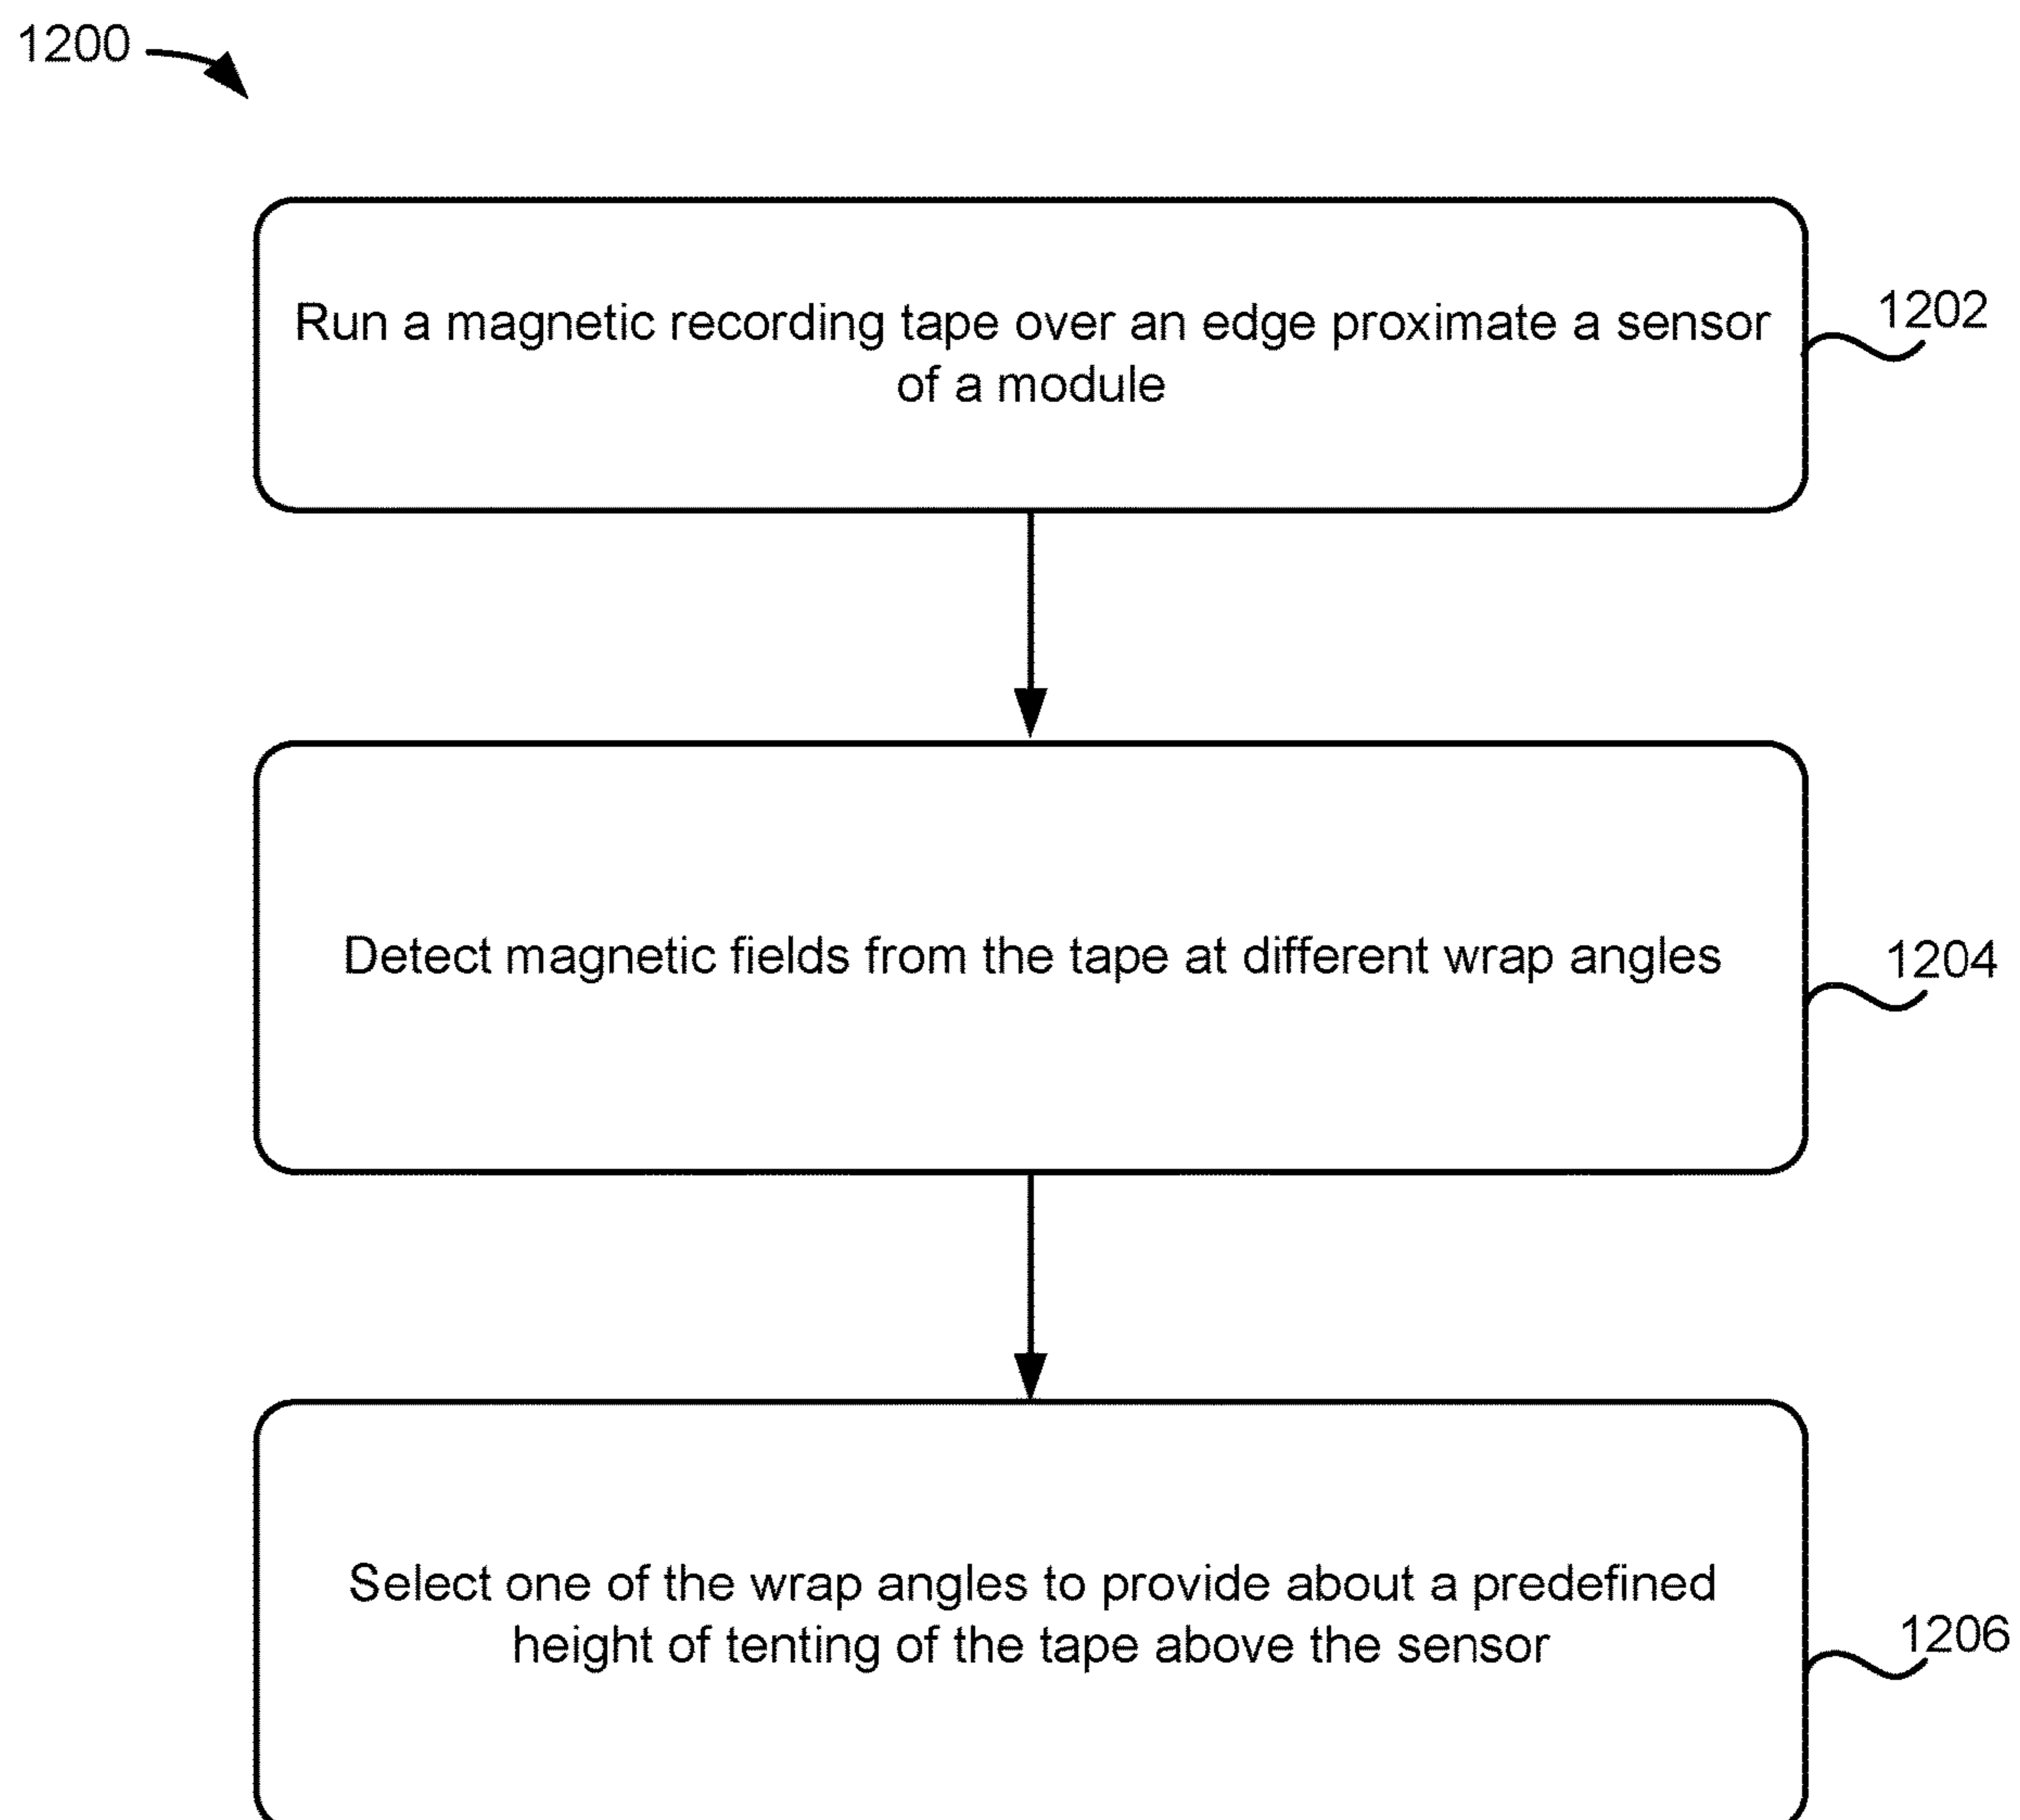 1200
Run a magnetic recording tape over an edge proximate a sensor
of a module
1202
Detect magnetic fields from the tape at different wrap angles
1204
Select one of the wrap angles to provide about a predefined
height of tenting of the tape above the sensor
1206